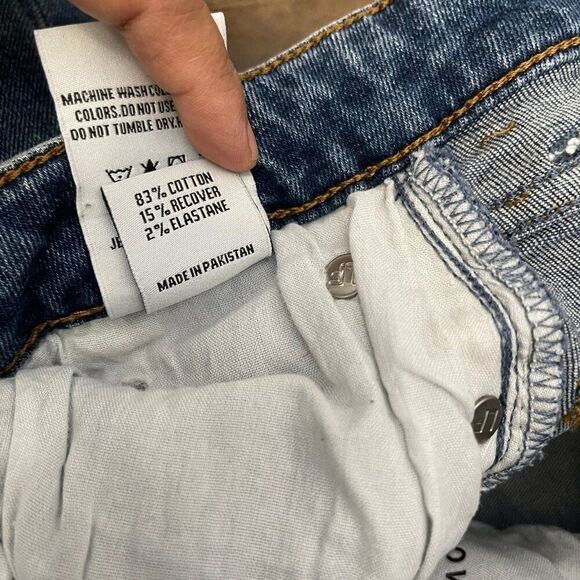 MACHINE WASH COL
COLORS. DO NOT USE
DO NOT TUMBLE DRY.
83% COTTON
15% RECOVER
2% ELASTANE
MADE IN PAKISTAN
JE